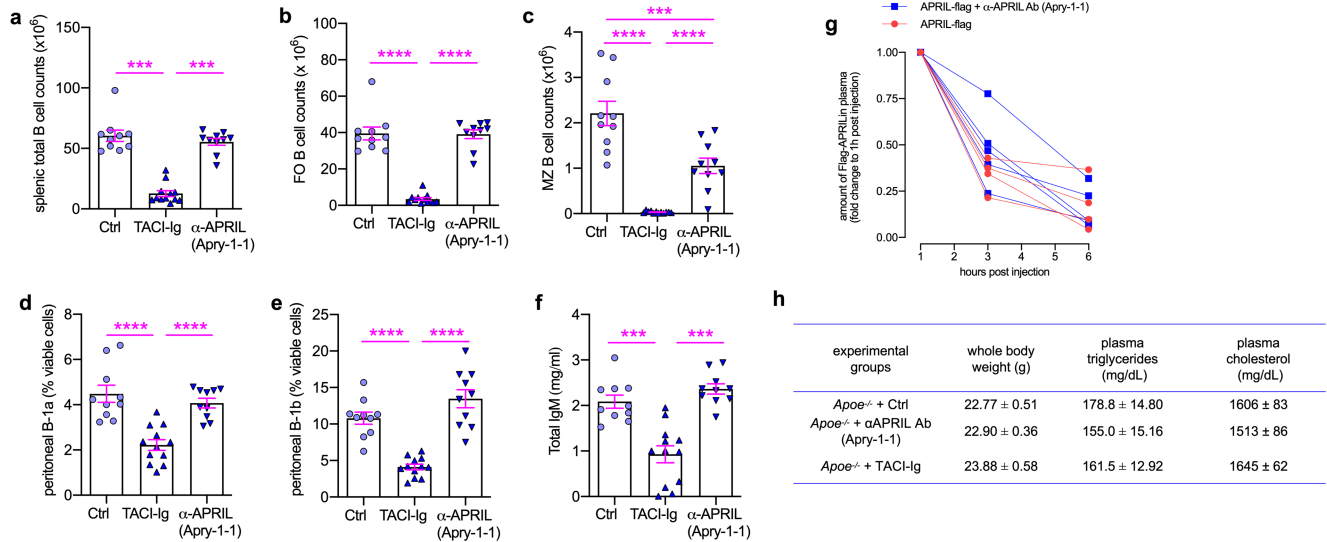 a
splenic total B cell counts (x10⁶)
150
100
50
0
***
***
Ctrl
TACI-Ig
α-APRIL
(Apry-1-1)
b
FO B cell counts (x 10⁶)
100
80
60
40
20
0
****
****
Ctrl
TACI-Ig
α-APRIL
(Apry-1-1)
c
MZ B cell counts (x10⁶)
4
3
2
1
0
***
****
****
Ctrl
TACI-Ig
α-APRIL
(Apry-1-1)
g
APRIL-flag + α-APRIL Ab (Apry-1-1)
APRIL-flag
amount of Flag-APRILin plasma
(fold change to 1h post injection)
1.00
0.75
0.50
0.25
0.00
1 2 3 4 5 6
hours post injection
d
peritoneal B-1a (% viable cells)
8
6
4
2
0
****
****
Ctrl
TACI-Ig
α-APRIL
(Apry-1-1)
e
peritoneal B-1b (% viable cells)
25
20
15
10
5
0
****
****
Ctrl
TACI-Ig
α-APRIL
(Apry-1-1)
f
Total IgM (mg/ml)
4
3
2
1
0
***
***
Ctrl
TACI-Ig
α-APRIL
(Apry-1-1)
h
experimental
groups
whole body
weight (g)
plasma
triglycerides
(mg/dL)
plasma
cholesterol
(mg/dL)
Apoe-/- + Ctrl 22.77 ± 0.51 178.8 ± 14.80 1606 ± 83
Apoe-/- + αAPRIL Ab
(Apry-1-1) 22.90 ± 0.36 155.0 ± 15.16 1513 ± 86
Apoe-/- + TACI-Ig 23.88 ± 0.58 161.5 ± 12.92 1645 ± 62